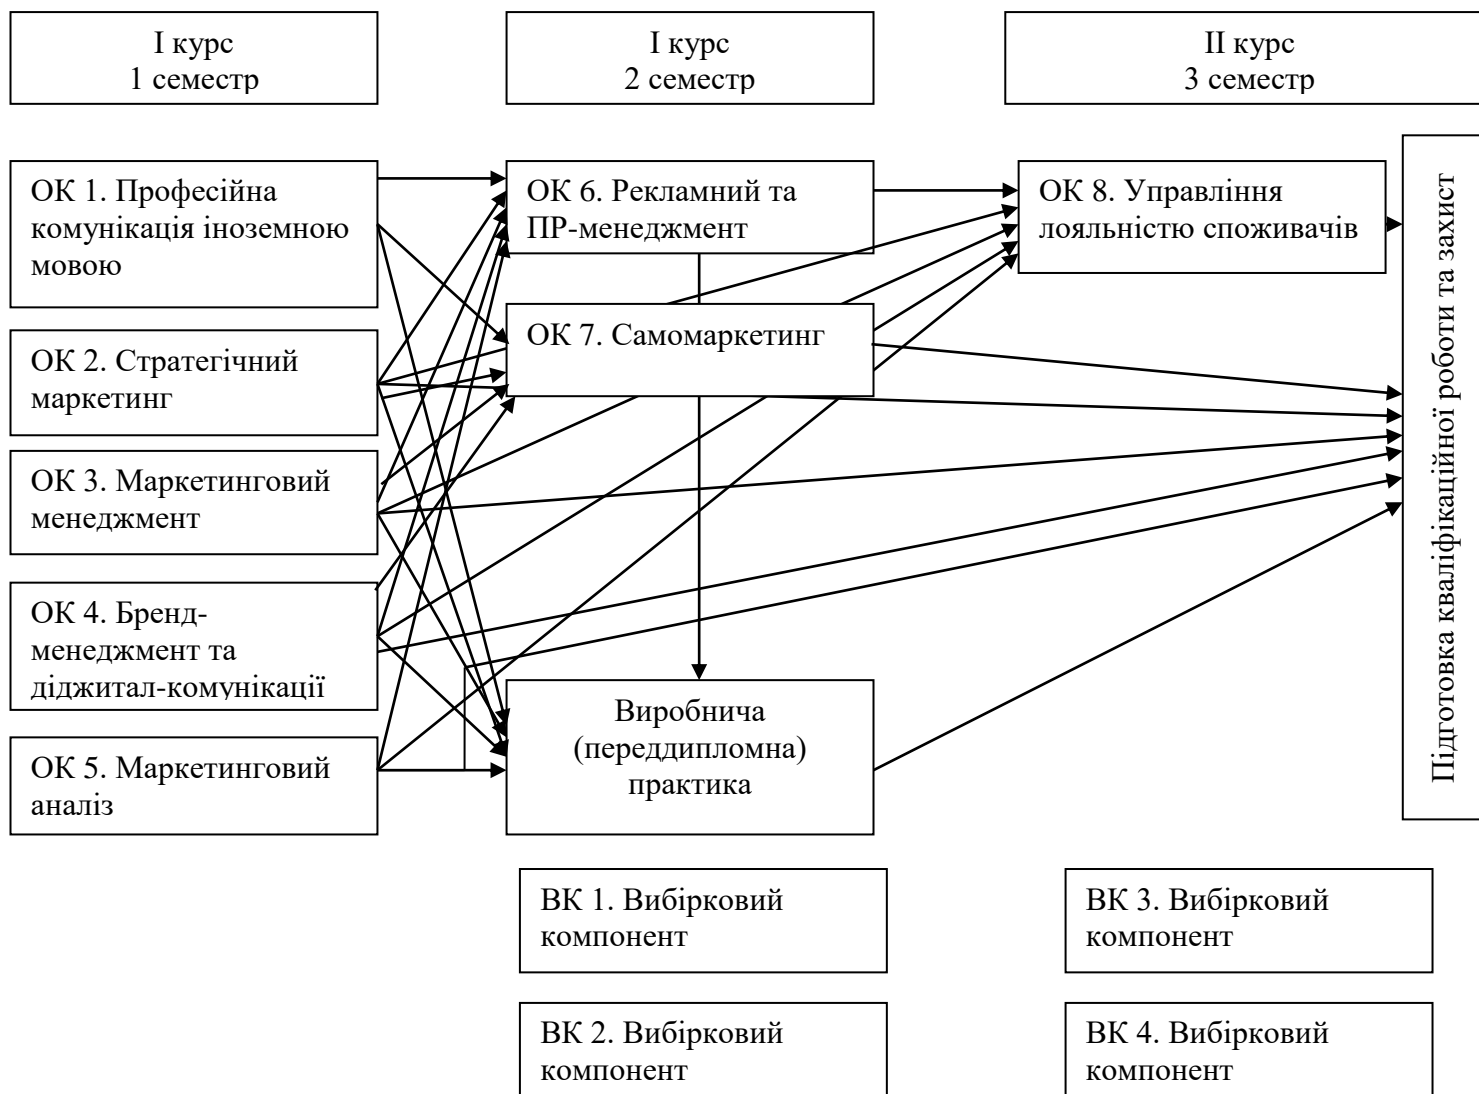 І курс
1 семестр
І курс
2 семестр
ІІ курс
3 семестр
ОК 1. Професійна
комунікація іноземною
мовою
ОК 2. Стратегічний
маркетинг
ОК 3. Маркетинговий
менеджмент
ОК 4. Бренд-
менеджмент та
діджитал-комунікації
ОК 5. Маркетинговий
аналіз
ОК 6. Рекламний та
ПР-менеджмент
ОК 7. Самомаркетинг
Виробнича
(переддипломна)
практика
ОК 8. Управління
лояльністю споживачів
Підготовка кваліфікаційної роботи та захист
ВК 1. Вибірковий
компонент
ВК 3. Вибірковий
компонент
ВК 2. Вибірковий
компонент
ВК 4. Вибірковий
компонент